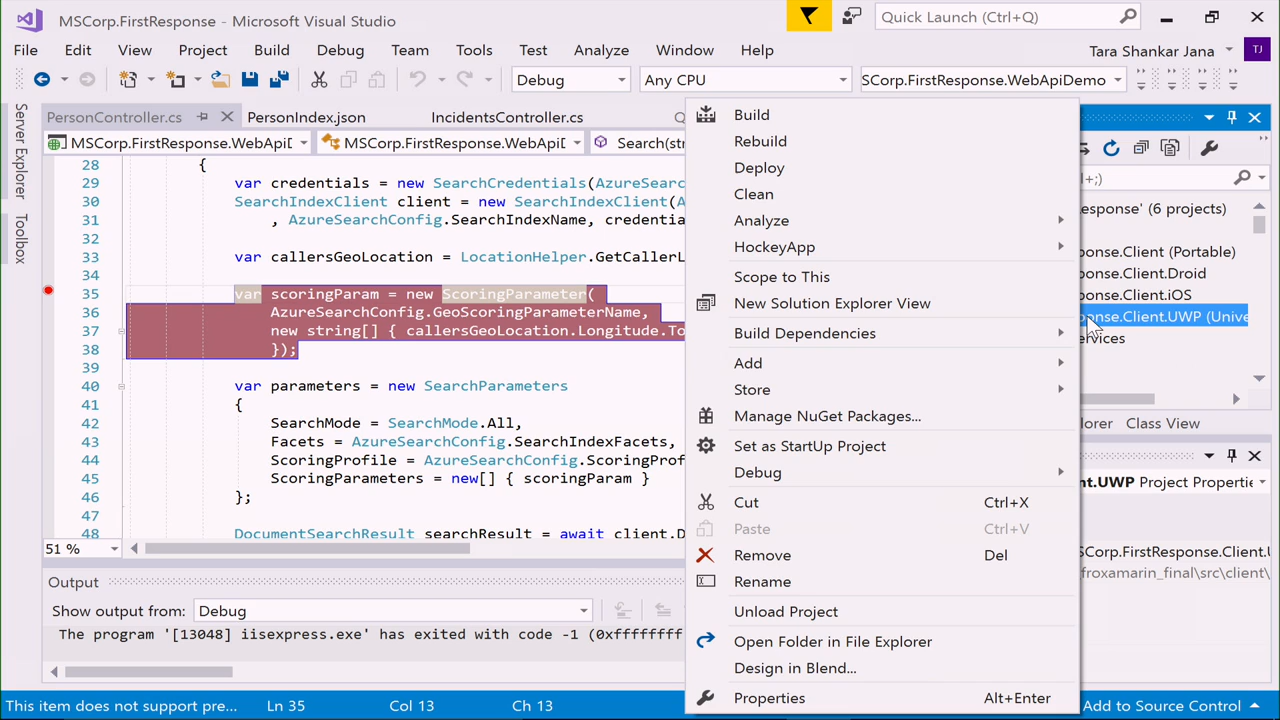 MSCorp.FirstResponse - Microsoft Visual Studio
Quick Launch (Ctrl+Q)
File Edit View Project Build Debug Team Tools Test Analyze Window Help
Tara Shankar Jana TJ
Debug Any CPU SCorp.FirstResponse.WebApiDemo
Server Explorer
Toolbox
PersonController.cs PersonIndex.json IncidentsController.cs
MSCorp.FirstResponse.WebApiD MSCorp.FirstResponse.WebApiD Search(str
28 {
29 var credentials = new SearchCredentials(AzureSearc
30 SearchIndexClient client = new SearchIndexClient(A
31 , AzureSearchConfig.SearchIndexName, credentia
32
33 var callersGeoLocation = LocationHelper.GetCallerL
34
35 var scoringParam = new ScoringParameter(
36 AzureSearchConfig.GeoScoringParameterName,
37 new string[] { callersGeoLocation.Longitude.To
38 });
39
40 var parameters = new SearchParameters
41 {
42 SearchMode = SearchMode.All,
43 Facets = AzureSearchConfig.SearchIndexFacets,
44 ScoringProfile = AzureSearchConfig.ScoringProf
45 ScoringParameters = new[] { scoringParam }
46 };
47
48 DocumentSearchResult searchResult = await client.D
51 %
Output
Show output from: Debug
The program '[13048] iisexpress.exe' has exited with code -1 (0xffffffff
Build
Rebuild
Deploy
Clean
Analyze
HockeyApp
Scope to This
New Solution Explorer View
Build Dependencies
Add
Store
Manage NuGet Packages...
Set as StartUp Project
Debug
Cut Ctrl+X
Paste Ctrl+V
Remove Del
Rename
Unload Project
Open Folder in File Explorer
Design in Blend...
Properties Alt+Enter
+;)
esponse' (6 projects)
ponse.Client (Portable)
ponse.Client.Droid
ponse.Client.iOS
ponse.Client.UWP (Unive
ervices
lorer Class View
ent.UWP Project Propertie
SCorp.FirstResponse.Client.U
froxamarin_final\src\client\
This item does not support pre... Ln 35 Col 13 Ch 13 Add to Source Control